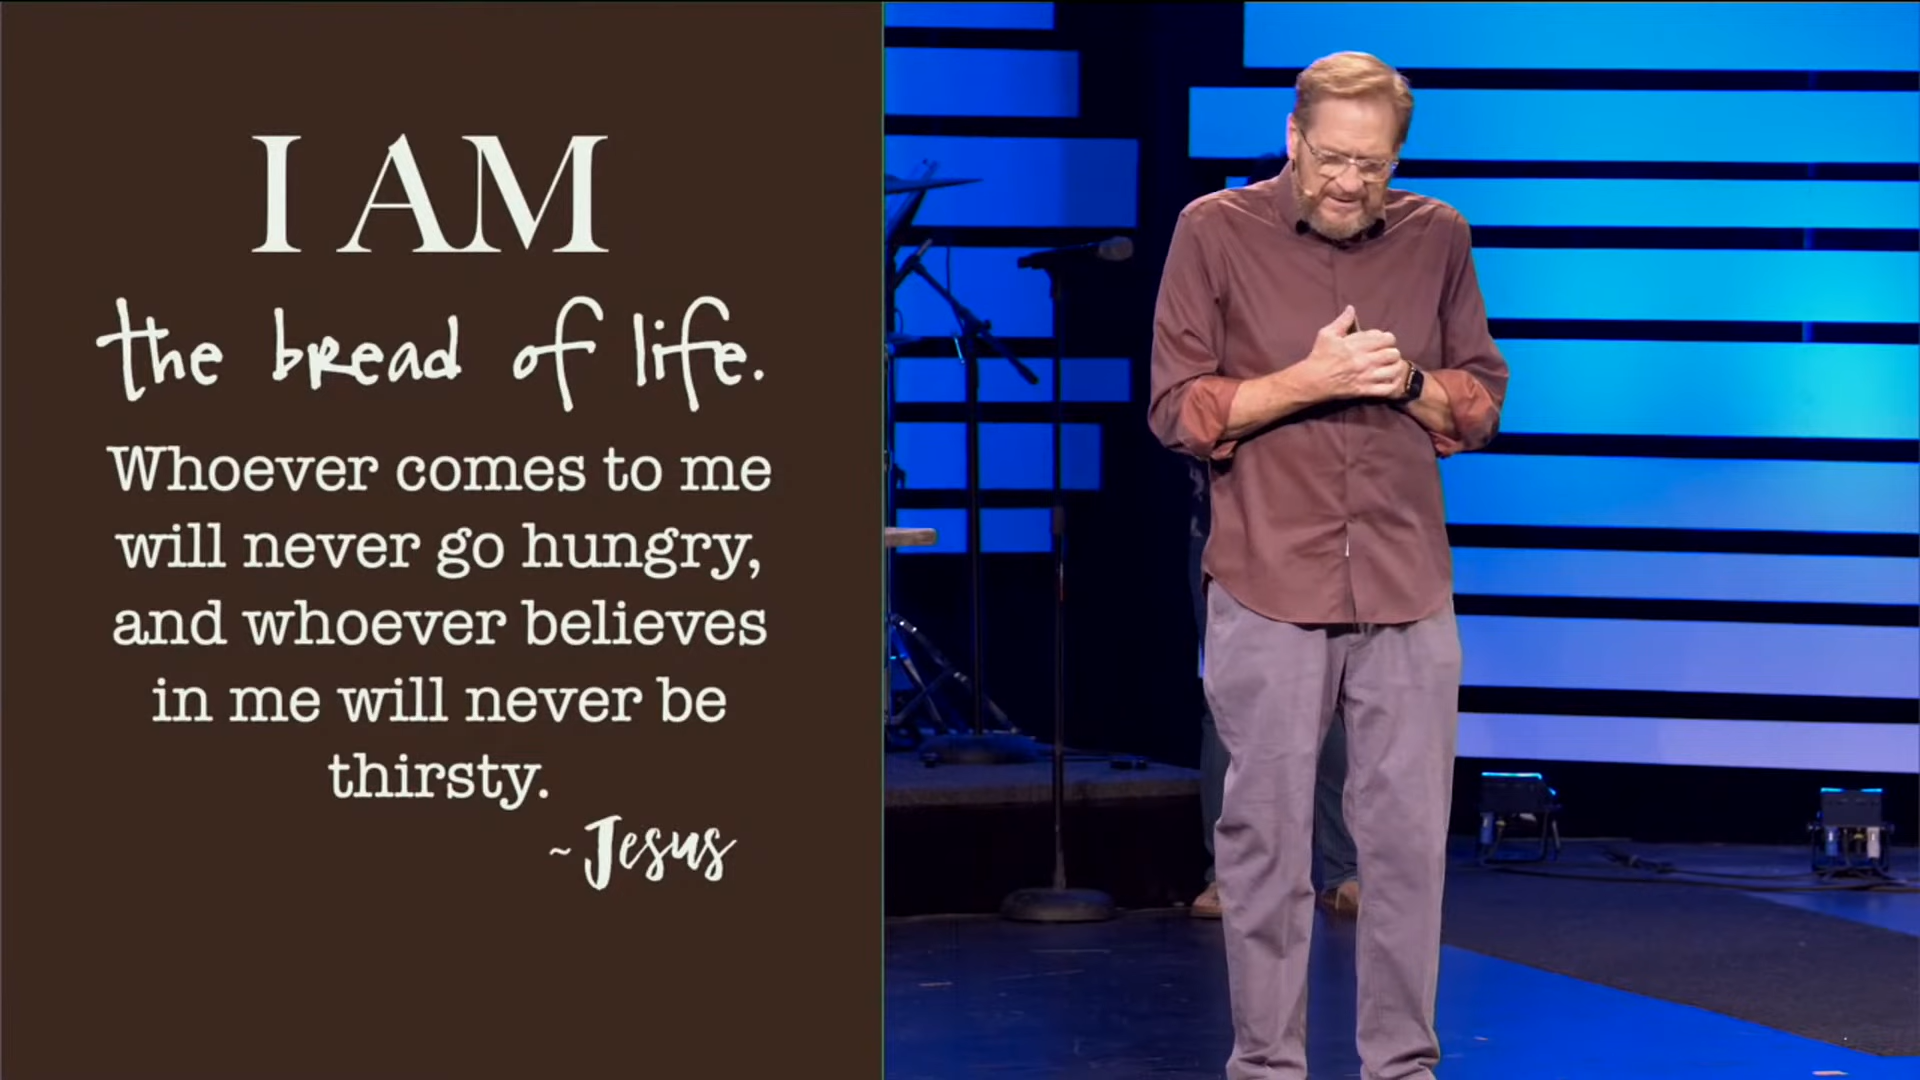 I AM
the bread of life.
Whoever comes to me
will never go hungry,
and whoever believes
in me will never be
thirsty.
~Jesus